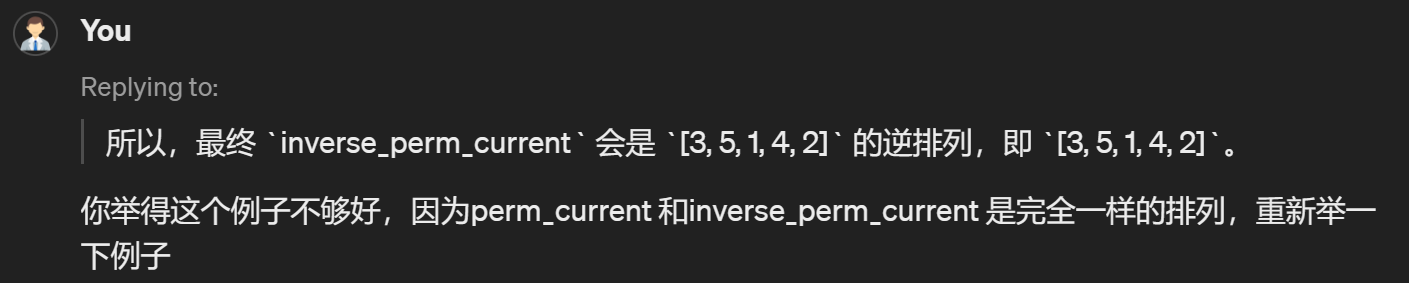 You
Replying to:
所以，最终 `inverse_perm_current` 会是 `[3, 5, 1, 4, 2]` 的逆排列，即 `[3, 5, 1, 4, 2]`。
你举得这个例子不够好，因为perm_current 和inverse_perm_current 是完全一样的排列，重新举一
下例子